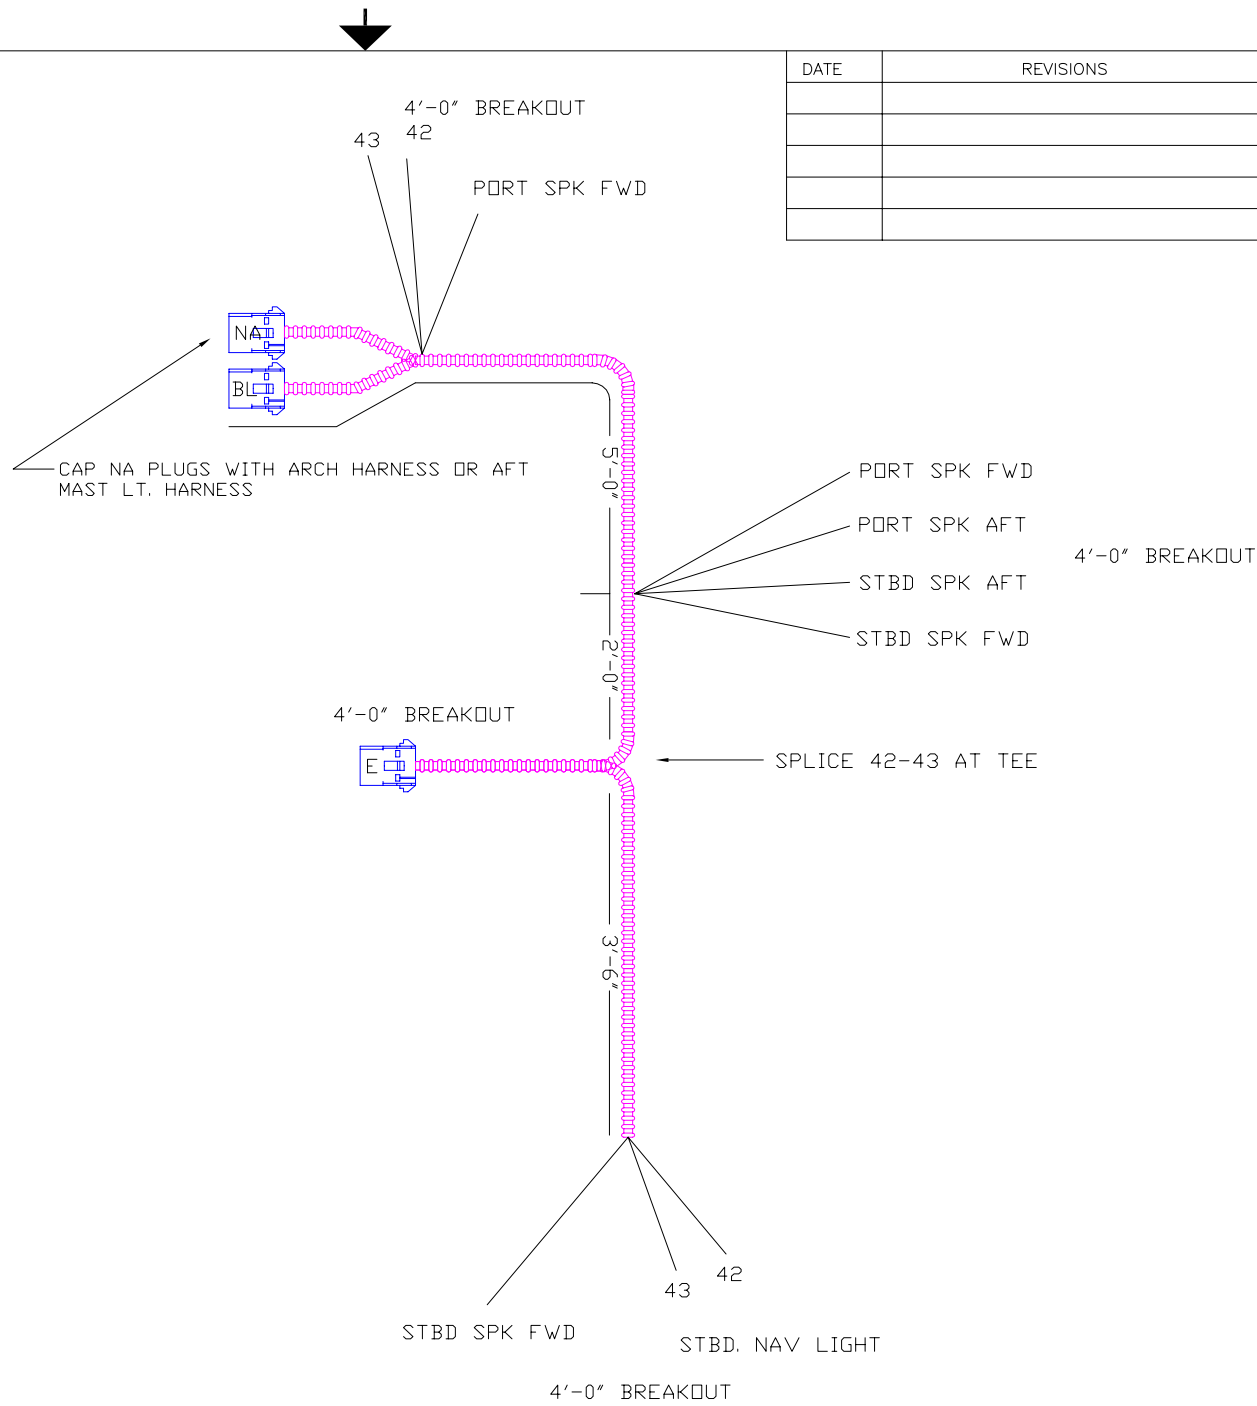 DATE REVISIONS
4'-0" BREAKOUT
43 42
PORT SPK FWD
NA
BL
CAP NA PLUGS WITH ARCH HARNESS OR AFT
MAST LT. HARNESS
5'-0"
PORT SPK FWD
PORT SPK AFT
4'-0" BREAKOUT
STBD SPK AFT
STBD SPK FWD
2'-0"
4'-0" BREAKOUT
E
SPLICE 42-43 AT TEE
3'-6"
42
43
STBD SPK FWD
STBD. NAV LIGHT
4'-0" BREAKOUT